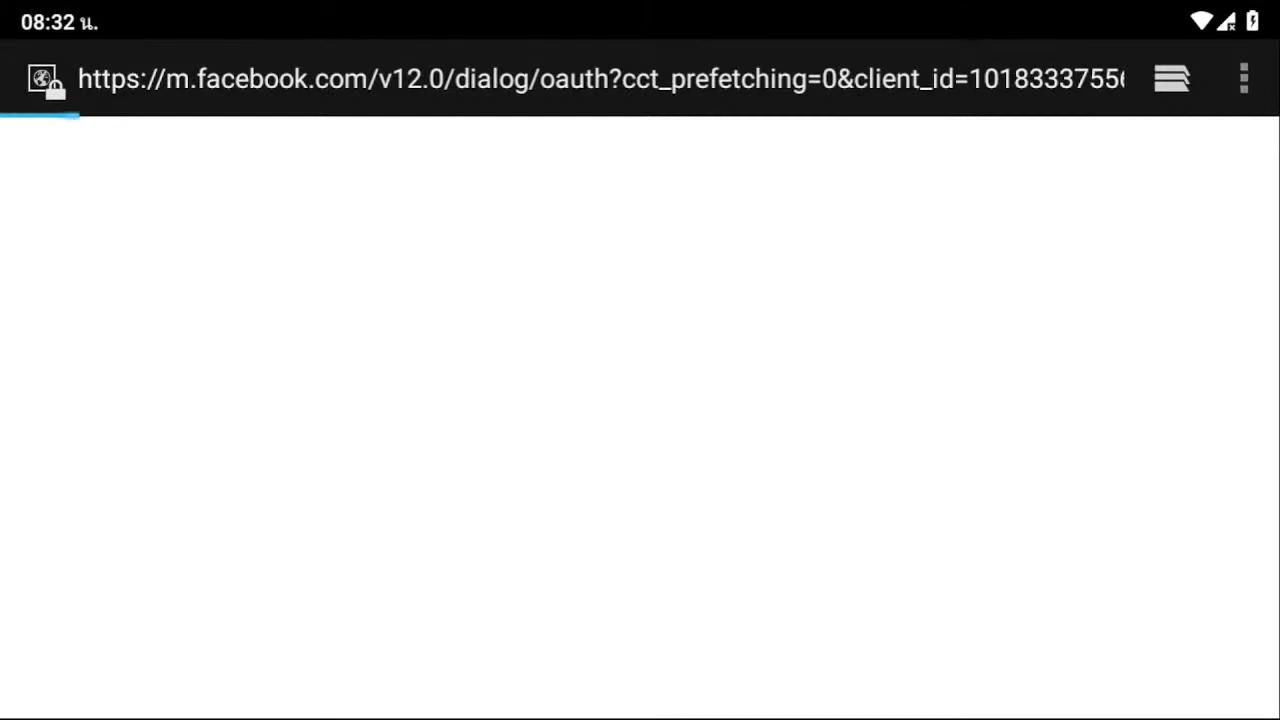 08:32 น.
https://m.facebook.com/v12.0/dialog/oauth?cct_prefetching=0&client_id=1018333755